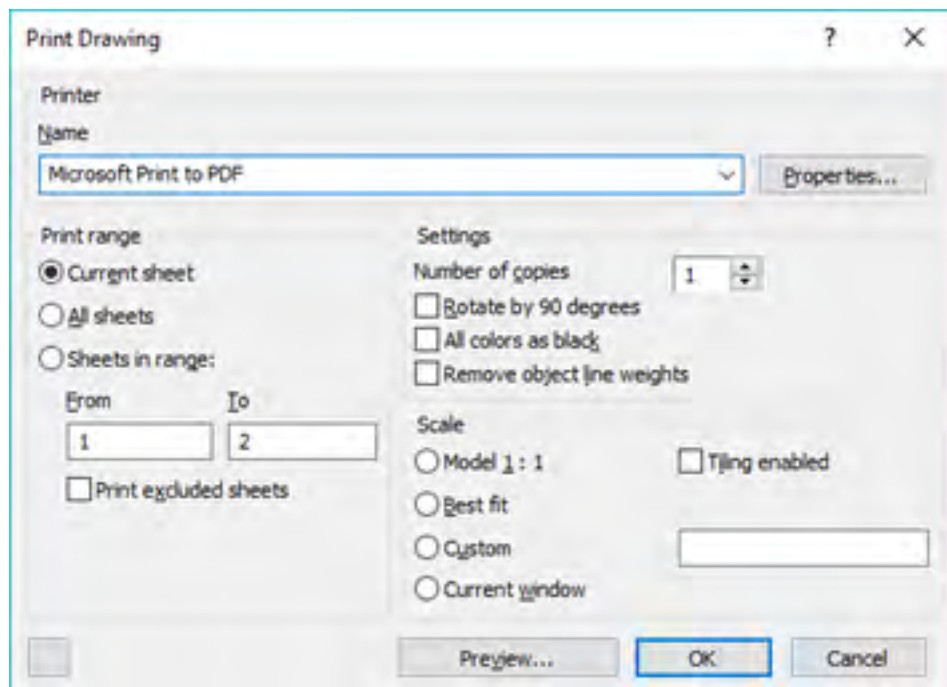 Print Drawing
Printer
Name
Microsoft Print to PDF
Properties...
Print range
Current sheet
All sheets
Sheets in range:
From To
1 2
Print excluded sheets
Settings
Number of copies 1
Rotate by 90 degrees
All colors as black
Remove object line weights
Scale
Model 1 : 1 Tiling enabled
Best fit
Custom
Current window
Preview... OK Cancel